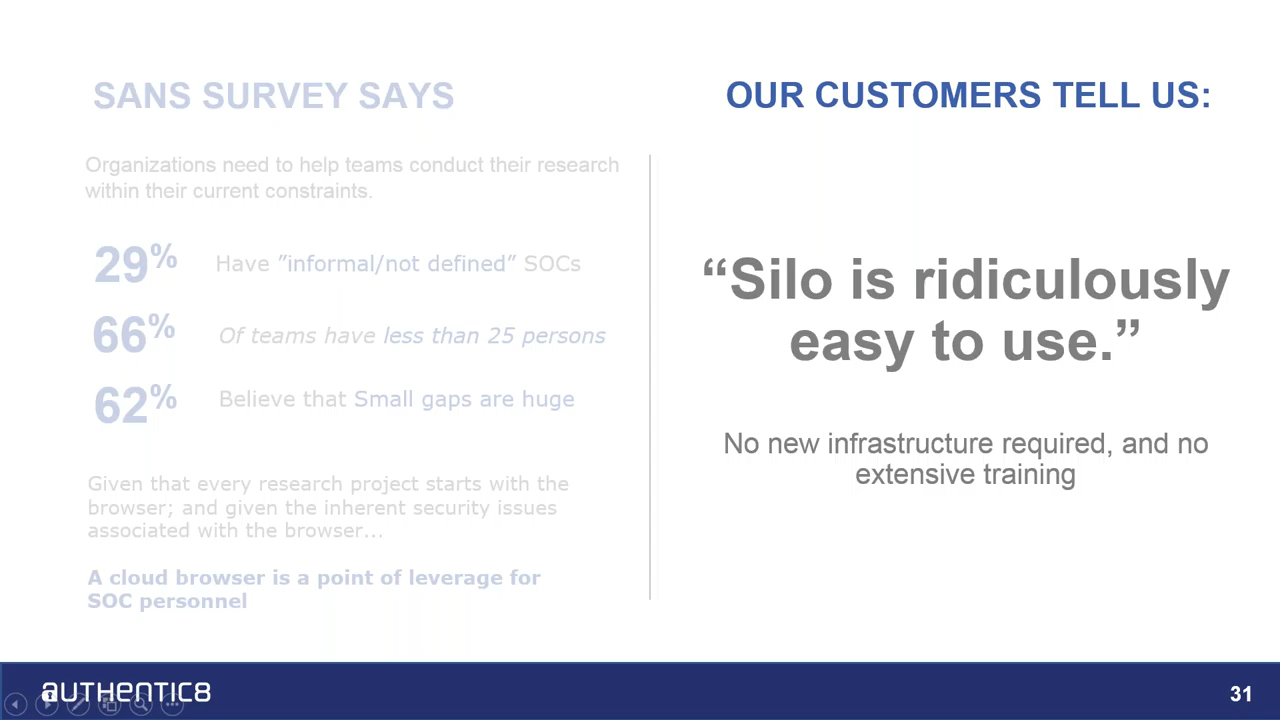 SANS SURVEY SAYS
Organizations need to help teams conduct their research
within their current constraints.
29%
Have ”informal/not defined” SOCs
66%
Of teams have less than 25 persons
62%
Believe that Small gaps are huge
Given that every research project starts with the
browser; and given the inherent security issues
associated with the browser...
A cloud browser is a point of leverage for
SOC personnel
OUR CUSTOMERS TELL US:
“Silo is ridiculously
easy to use.”
No new infrastructure required, and no
extensive training
AUTHENTIC8
31